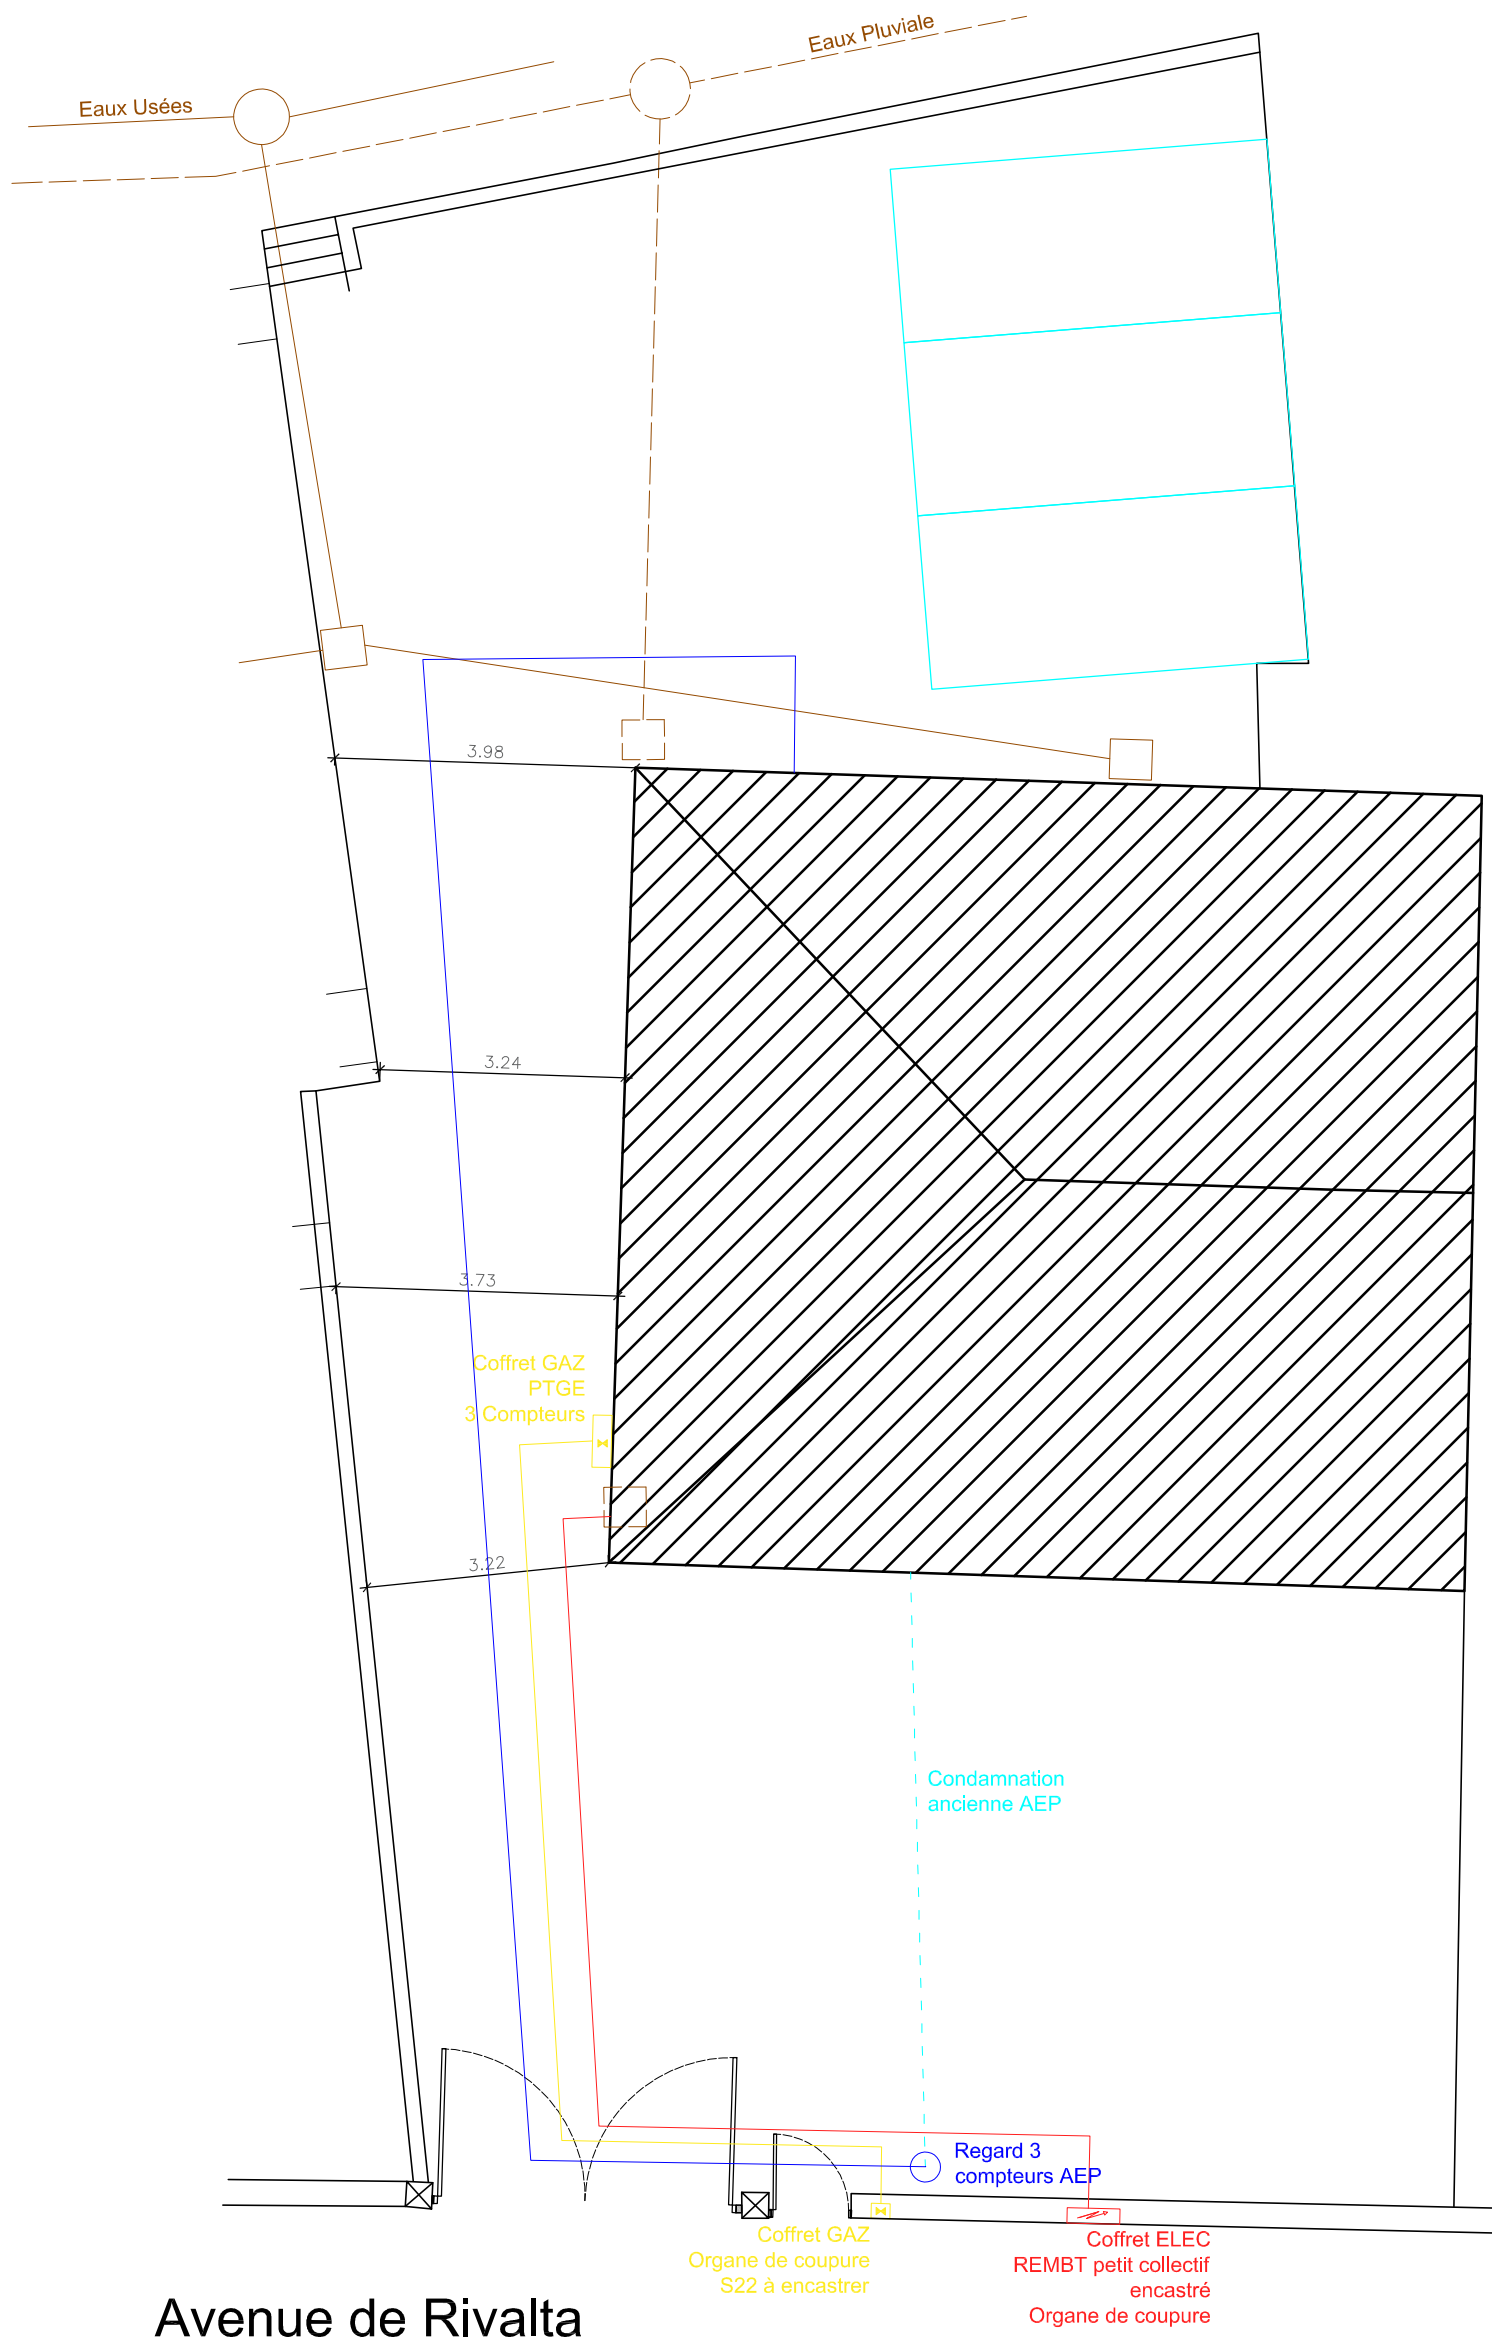 Eaux Pluviale
Eaux Usées
3.98
3.24
3.73
Coffret GAZ
PTGE
3 Compteurs
3.22
Condamnation
ancienne AEP
Regard 3
compteurs AEP
Coffret GAZ
Organe de coupure
S22 à encastrer
Coffret ELEC
REMBT petit collectif
encastré
Organe de coupure
Avenue de Rivalta